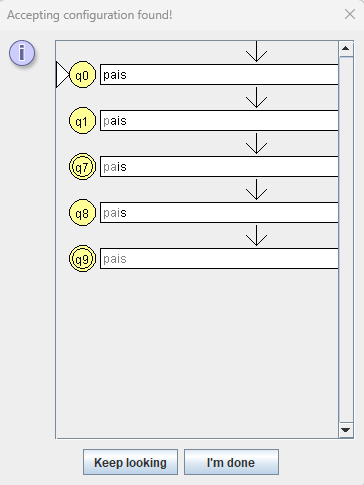 Accepting configuration found!
q0 pais
q1 pais
q7 pais
q8 pais
q9 pais
Keep looking I'm done